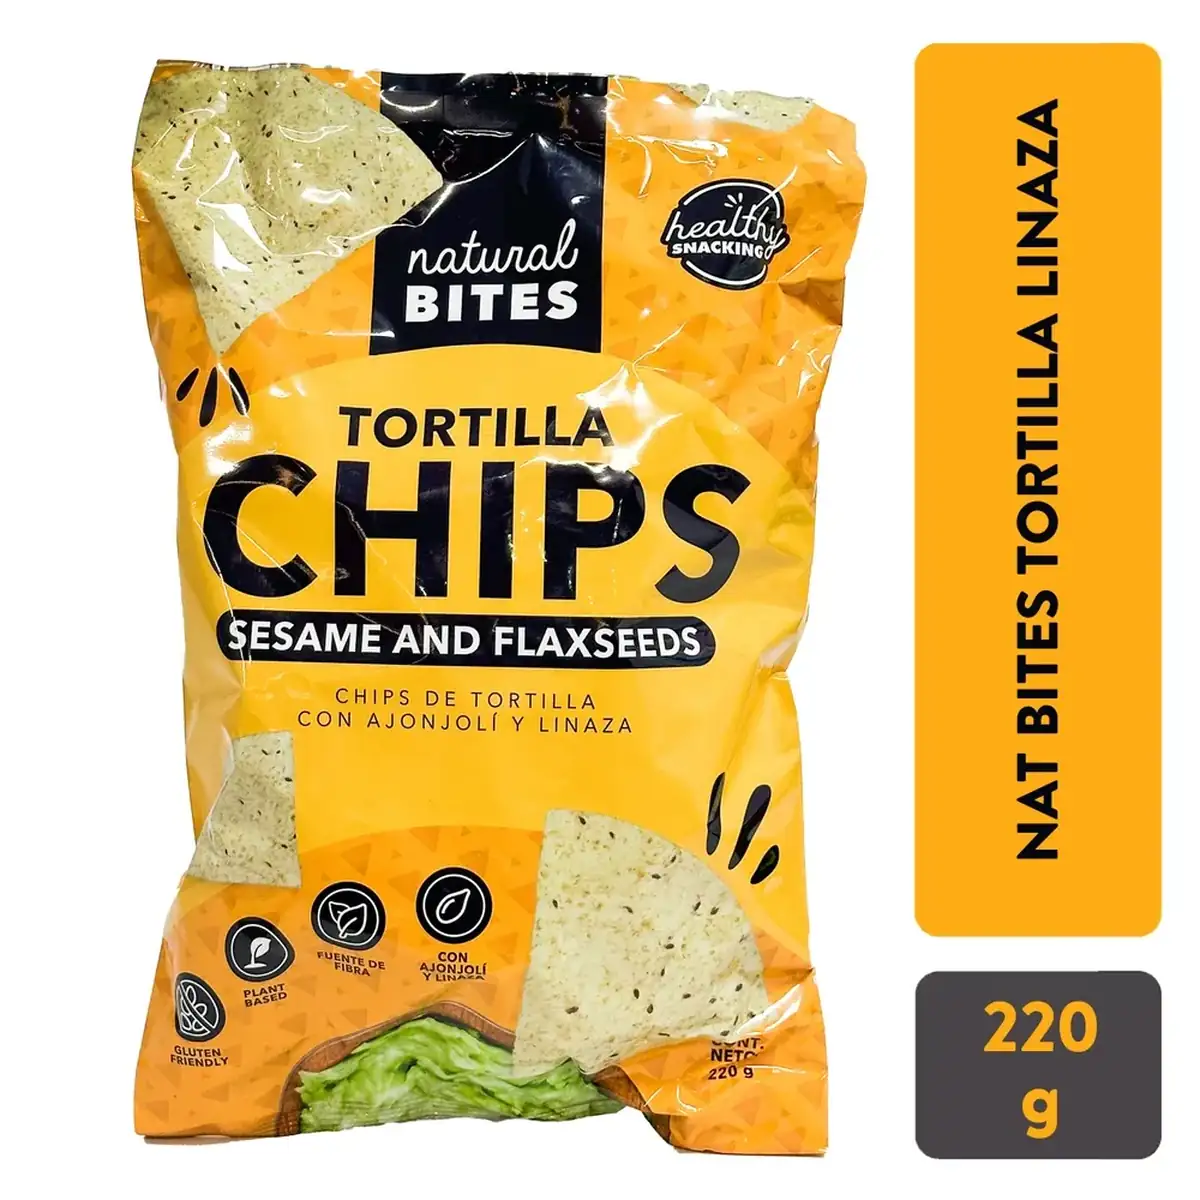 natural
BITES
healthy
SNACKING
TORTILLA
CHIPS
SESAME AND FLAXSEEDS
CHIPS DE TORTILLA
CON AJONJOLÍ Y LINAZA
GLUTEN
FRIENDLY
PLANT
BASED
FUENTE DE
FIBRA
CON
AJONJOLÍ
Y LINAZA
CONT.
NETO
220 g
NAT BITES TORTILLA LINAZA
220
g